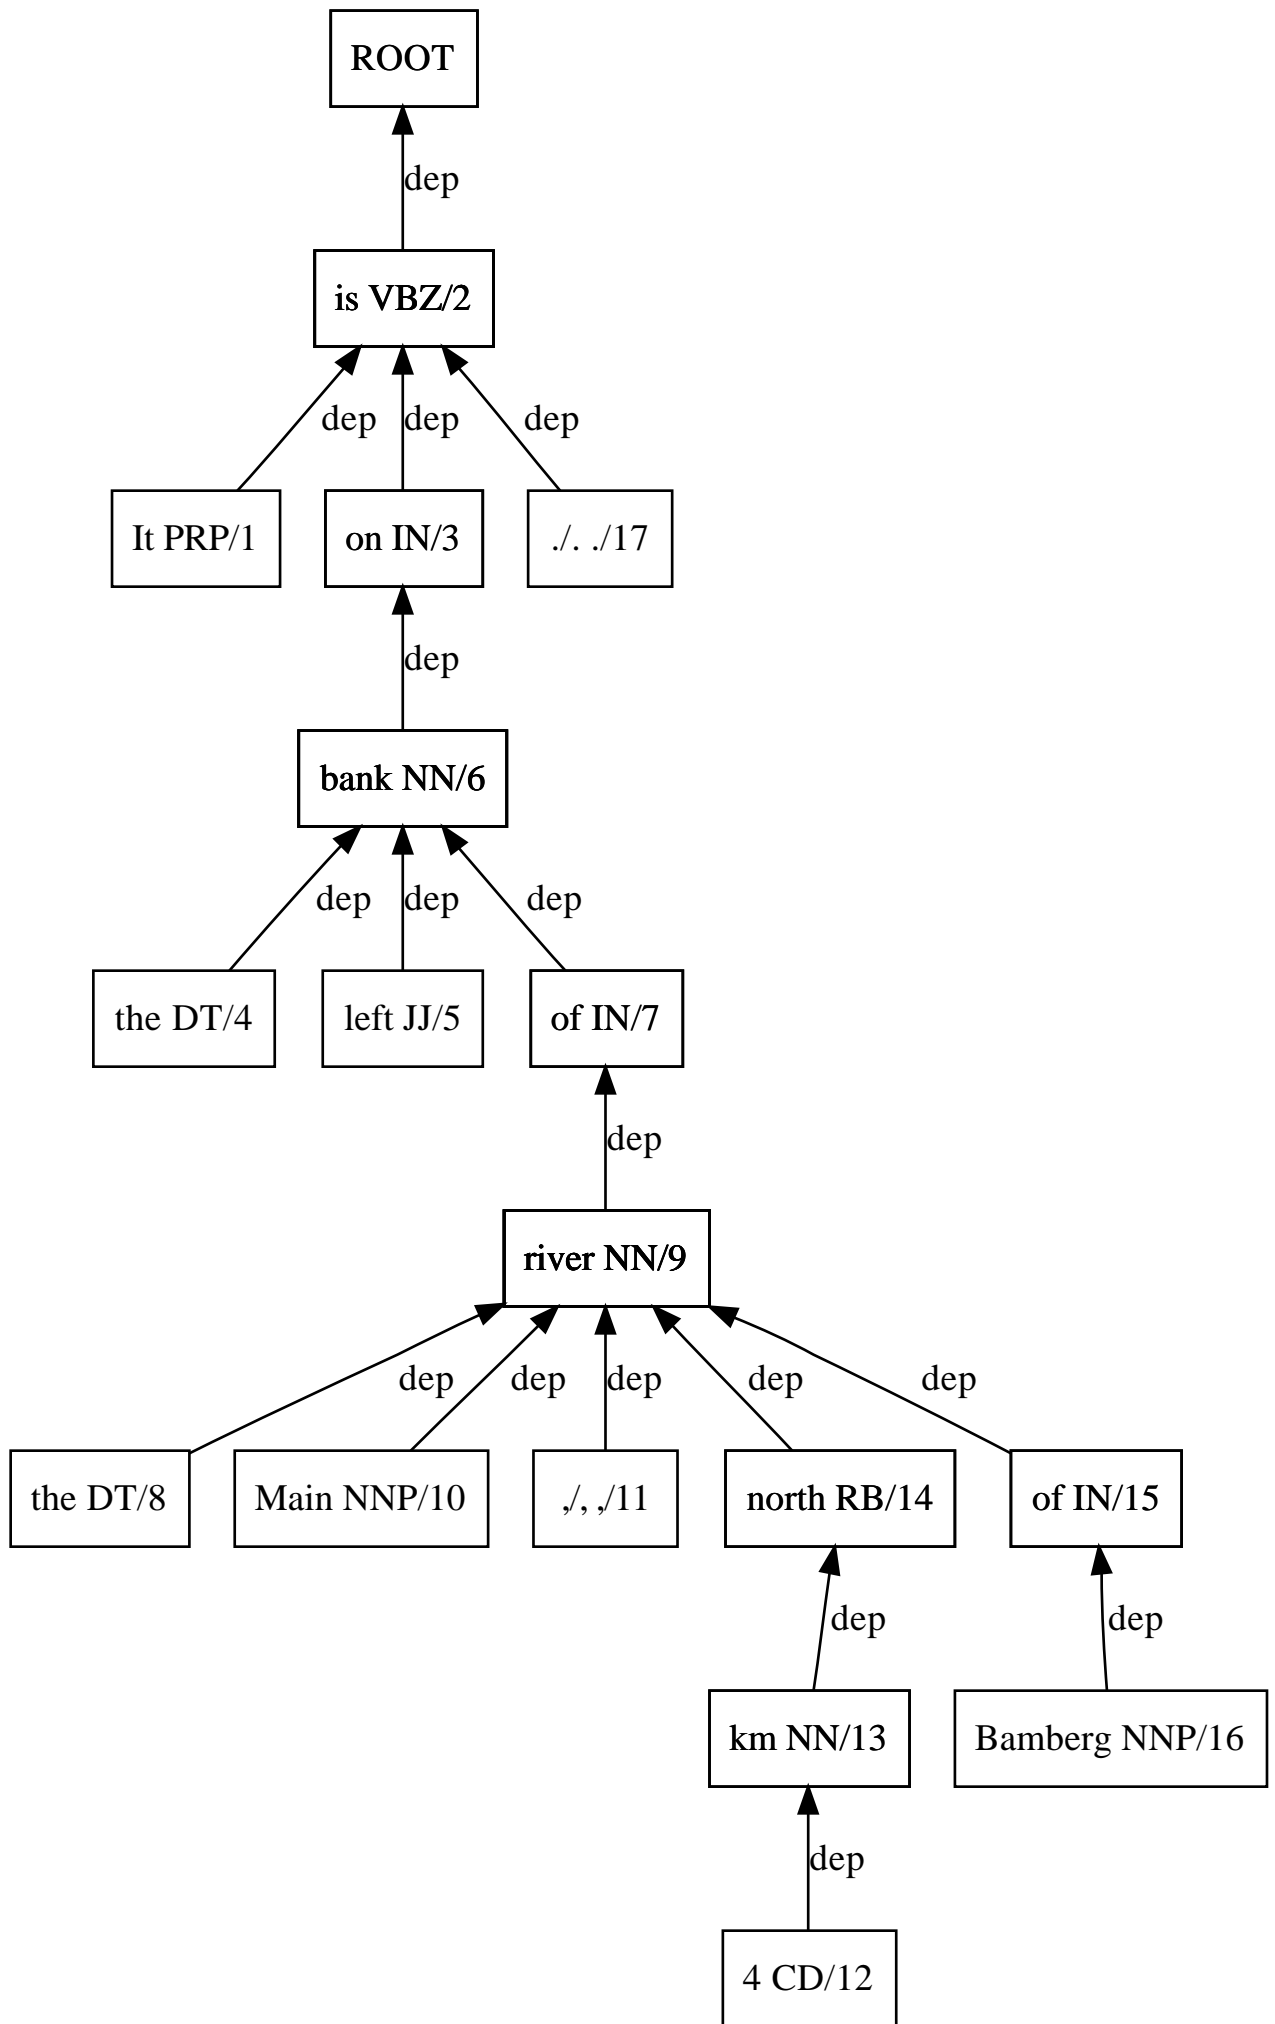 ROOT
dep
is VBZ/2
dep dep dep
It PRP/1 on IN/3 ./. ./17
dep
bank NN/6
dep dep dep
the DT/4 left JJ/5 of IN/7
dep
river NN/9
dep dep dep dep dep
the DT/8 Main NNP/10 ,/, ,/11 north RB/14 of IN/15
dep dep
km NN/13 Bamberg NNP/16
dep
4 CD/12